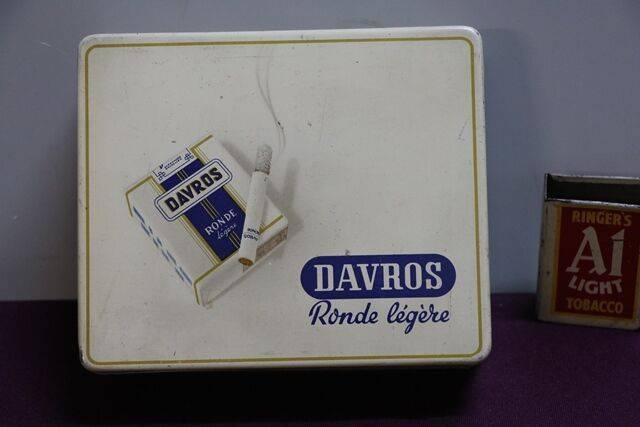 DAVROS
RONDE
légère
DAVROS
Ronde légère
RINGER'S
A1
LIGHT
TOBACCO